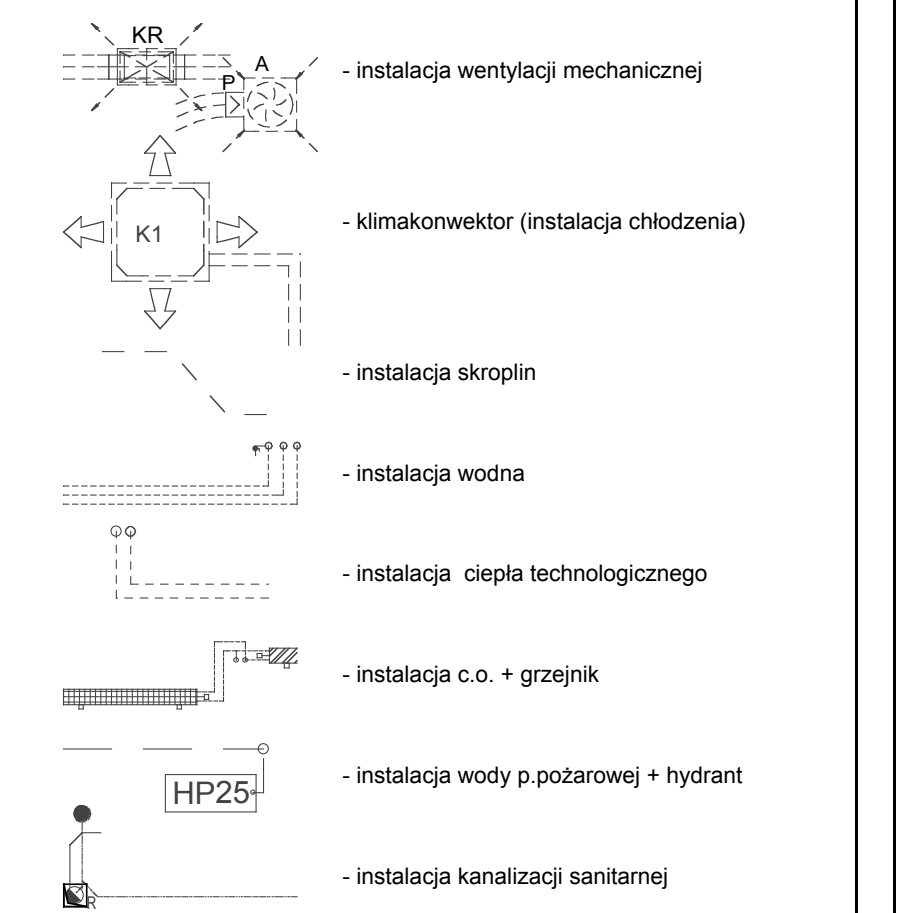 KR
A
P
- instalacja wentylacji mechanicznej
K1
- klimakonwektor (instalacja chłodzenia)
- instalacja skroplin
- instalacja wodna
- instalacja  ciepła technologicznego
- instalacja c.o. + grzejnik
- instalacja wody p.pożarowej + hydrant
HP25
- instalacja kanalizacji sanitarnej
R